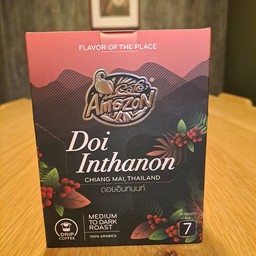 FLAVOR OF THE PLACE
Café
Amazon
®
Doi
Inthanon
CHIANG MAI, THAILAND
ดอยอินทนนท์
DRIP
COFFEE
MEDIUM
TO DARK
ROAST
100% ARABICA
7